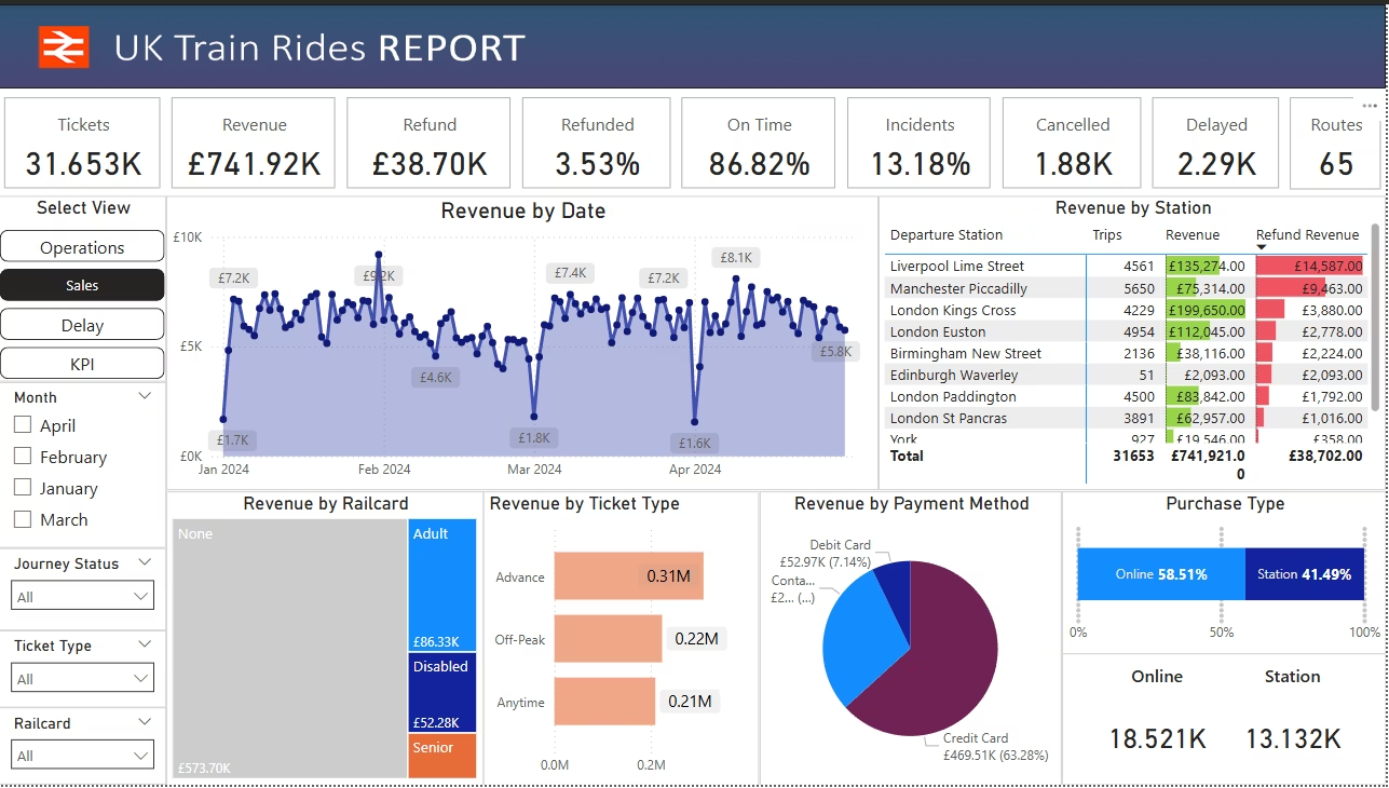 UK Train Rides REPORT
Tickets
31.653K
Revenue
£741.92K
Refund
£38.70K
Refunded
3.53%
On Time
86.82%
Incidents
13.18%
Cancelled
1.88K
Delayed
2.29K
Routes
65
Select View
Operations
Sales
Delay
KPI
Month
April
February
January
March
Journey Status
All
Ticket Type
All
Railcard
All
Revenue by Date
£10K
£5K
£0K
£7.2K
£9.2K
£7.4K
£7.2K
£8.1K
£4.6K
£5.8K
£1.7K
£1.8K
£1.6K
Jan 2024 Feb 2024 Mar 2024 Apr 2024
Revenue by Station
Departure Station Trips Revenue Refund Revenue
Liverpool Lime Street 4561 £135,274.00 £14,587.00
Manchester Piccadilly 5650 £75,314.00 £9,463.00
London Kings Cross 4229 £199,650.00 £3,880.00
London Euston 4954 £112,045.00 £2,778.00
Birmingham New Street 2136 £38,116.00 £2,224.00
Edinburgh Waverley 51 £2,093.00 £2,093.00
London Paddington 4500 £83,842.00 £1,792.00
London St Pancras 3891 £62,957.00 £1,016.00
York 927 £19,546.00 £358.00
Total 31653 £741,921.0 £38,702.00
0
Revenue by Railcard
None
£573.70K
Adult
£86.33K
Disabled
£52.28K
Senior
Revenue by Ticket Type
Advance 0.31M
Off-Peak 0.22M
Anytime 0.21M
0.0M 0.2M
Revenue by Payment Method
Debit Card
£52.97K (7.14%)
Conta...
£2... (...)
Credit Card
£469.51K (63.28%)
Purchase Type
Online 58.51% Station 41.49%
0% 50% 100%
Online Station
18.521K 13.132K